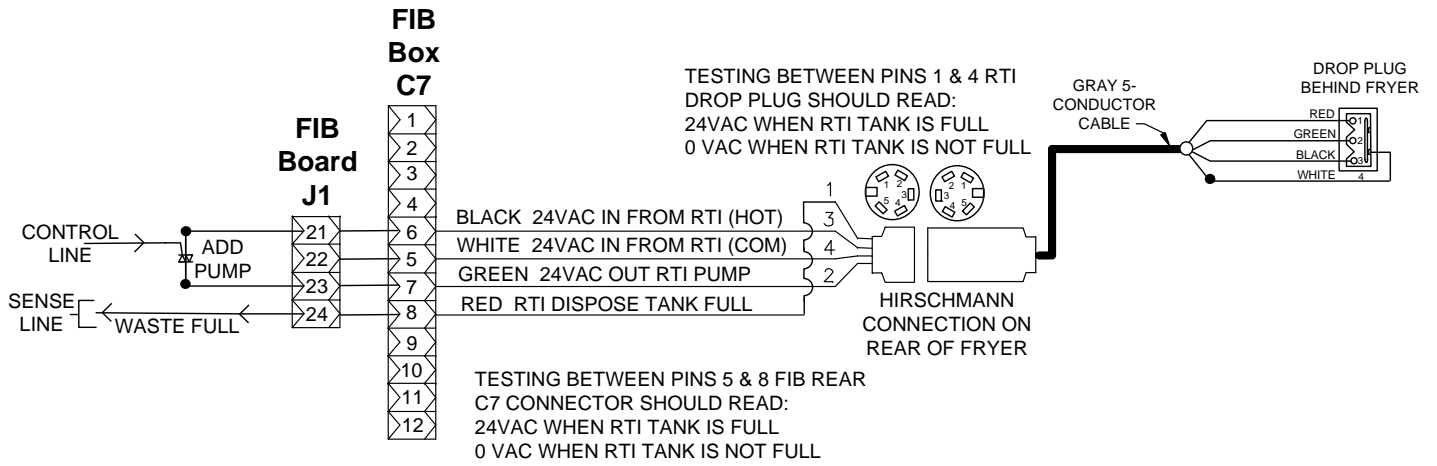 FIB
Box
C7
FIB
Board
J1
1
2
3
4
6
5
7
8
9
10
11
12
21
22
23
24
CONTROL
LINE
ADD
PUMP
SENSE
LINE
WASTE FULL
BLACK 24VAC IN FROM RTI (HOT)
WHITE 24VAC IN FROM RTI (COM)
GREEN 24VAC OUT RTI PUMP
RED RTI DISPOSE TANK FULL
TESTING BETWEEN PINS 1 & 4 RTI
DROP PLUG SHOULD READ:
24VAC WHEN RTI TANK IS FULL
0 VAC WHEN RTI TANK IS NOT FULL
1
3
4
2
1 2
3
5 4
2 1
3
4 5
HIRSCHMANN
CONNECTION ON
REAR OF FRYER
GRAY 5-
CONDUCTOR
CABLE
DROP PLUG
BEHIND FRYER
RED 1
GREEN 2
BLACK 3
WHITE 4
TESTING BETWEEN PINS 5 & 8 FIB REAR
C7 CONNECTOR SHOULD READ:
24VAC WHEN RTI TANK IS FULL
0 VAC WHEN RTI TANK IS NOT FULL